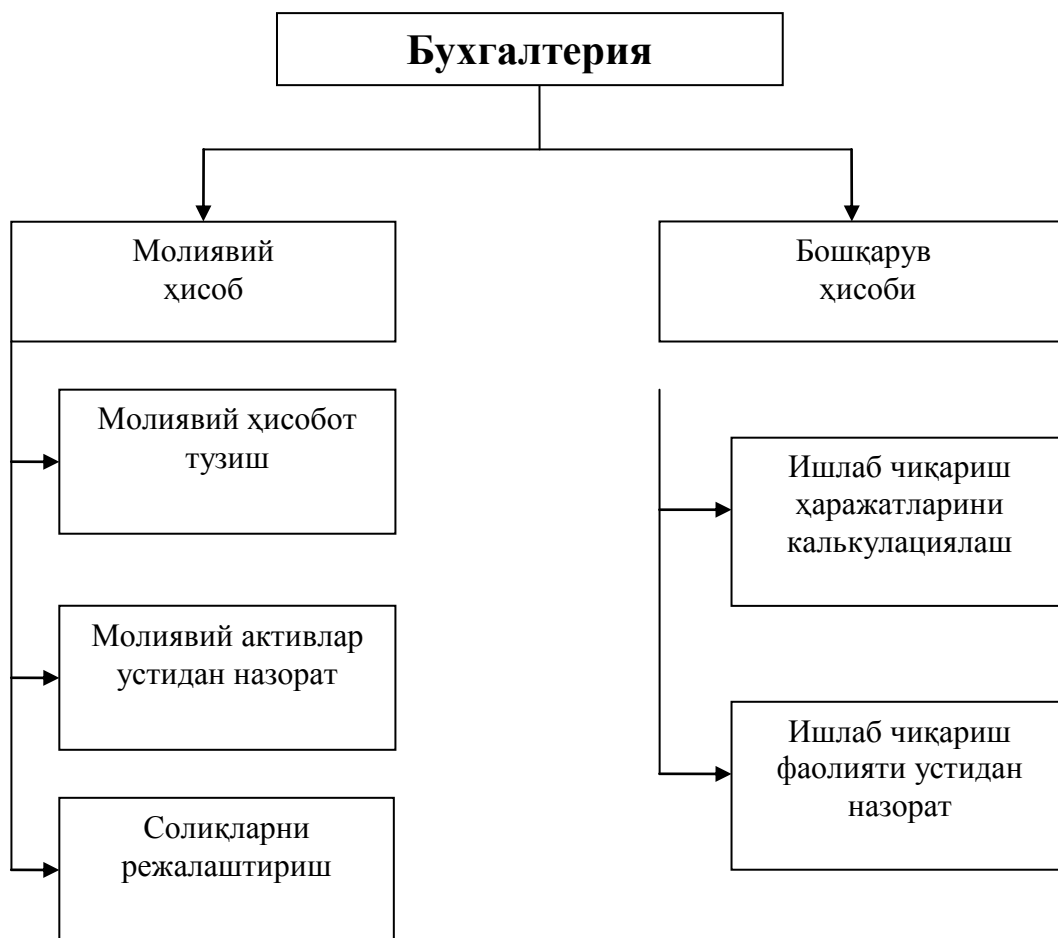 Бухгалтерия
Молиявий
ҳисоб
Бошқарув
ҳисоби
Молиявий ҳисобот
тузиш
Ишлаб чиқариш
ҳаражатларини
калькулациялаш
Молиявий активлар
устидан назорат
Ишлаб чиқариш
фаолияти устидан
назорат
Солиқларни
режалаштириш